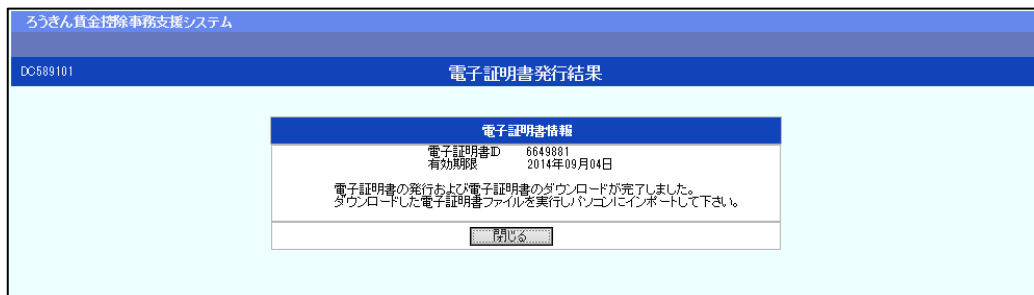 ろうきん賃金控除事務支援システム
DC589101
電子証明書発行結果
電子証明書情報
電子証明書ID 6649881
有効期限 2014年09月04日
電子証明書の発行および電子証明書のダウンロードが完了しました。
ダウンロードした電子証明書ファイルを実行しパソコンにインポートして下さい。
閉じる